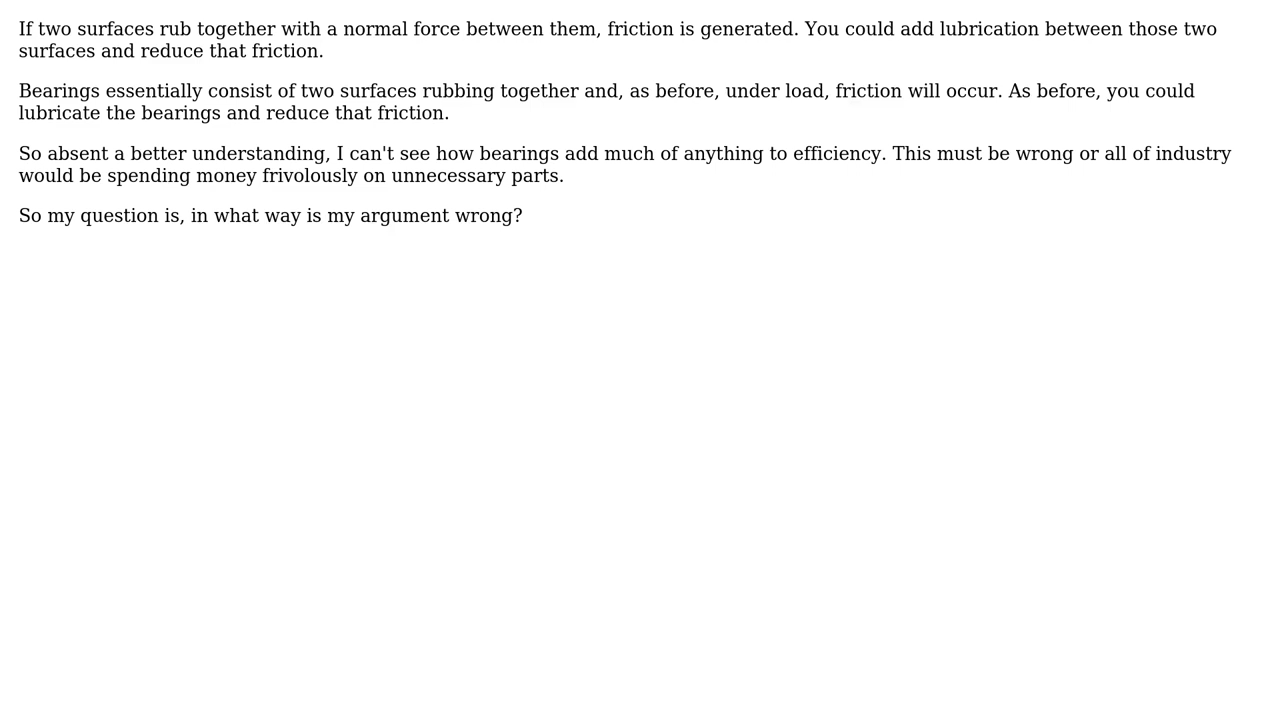 If two surfaces rub together with a normal force between them, friction is generated. You could add lubrication between those two
surfaces and reduce that friction.
Bearings essentially consist of two surfaces rubbing together and, as before, under load, friction will occur. As before, you could
lubricate the bearings and reduce that friction.
So absent a better understanding, I can't see how bearings add much of anything to efficiency. This must be wrong or all of industry
would be spending money frivolously on unnecessary parts.
So my question is, in what way is my argument wrong?